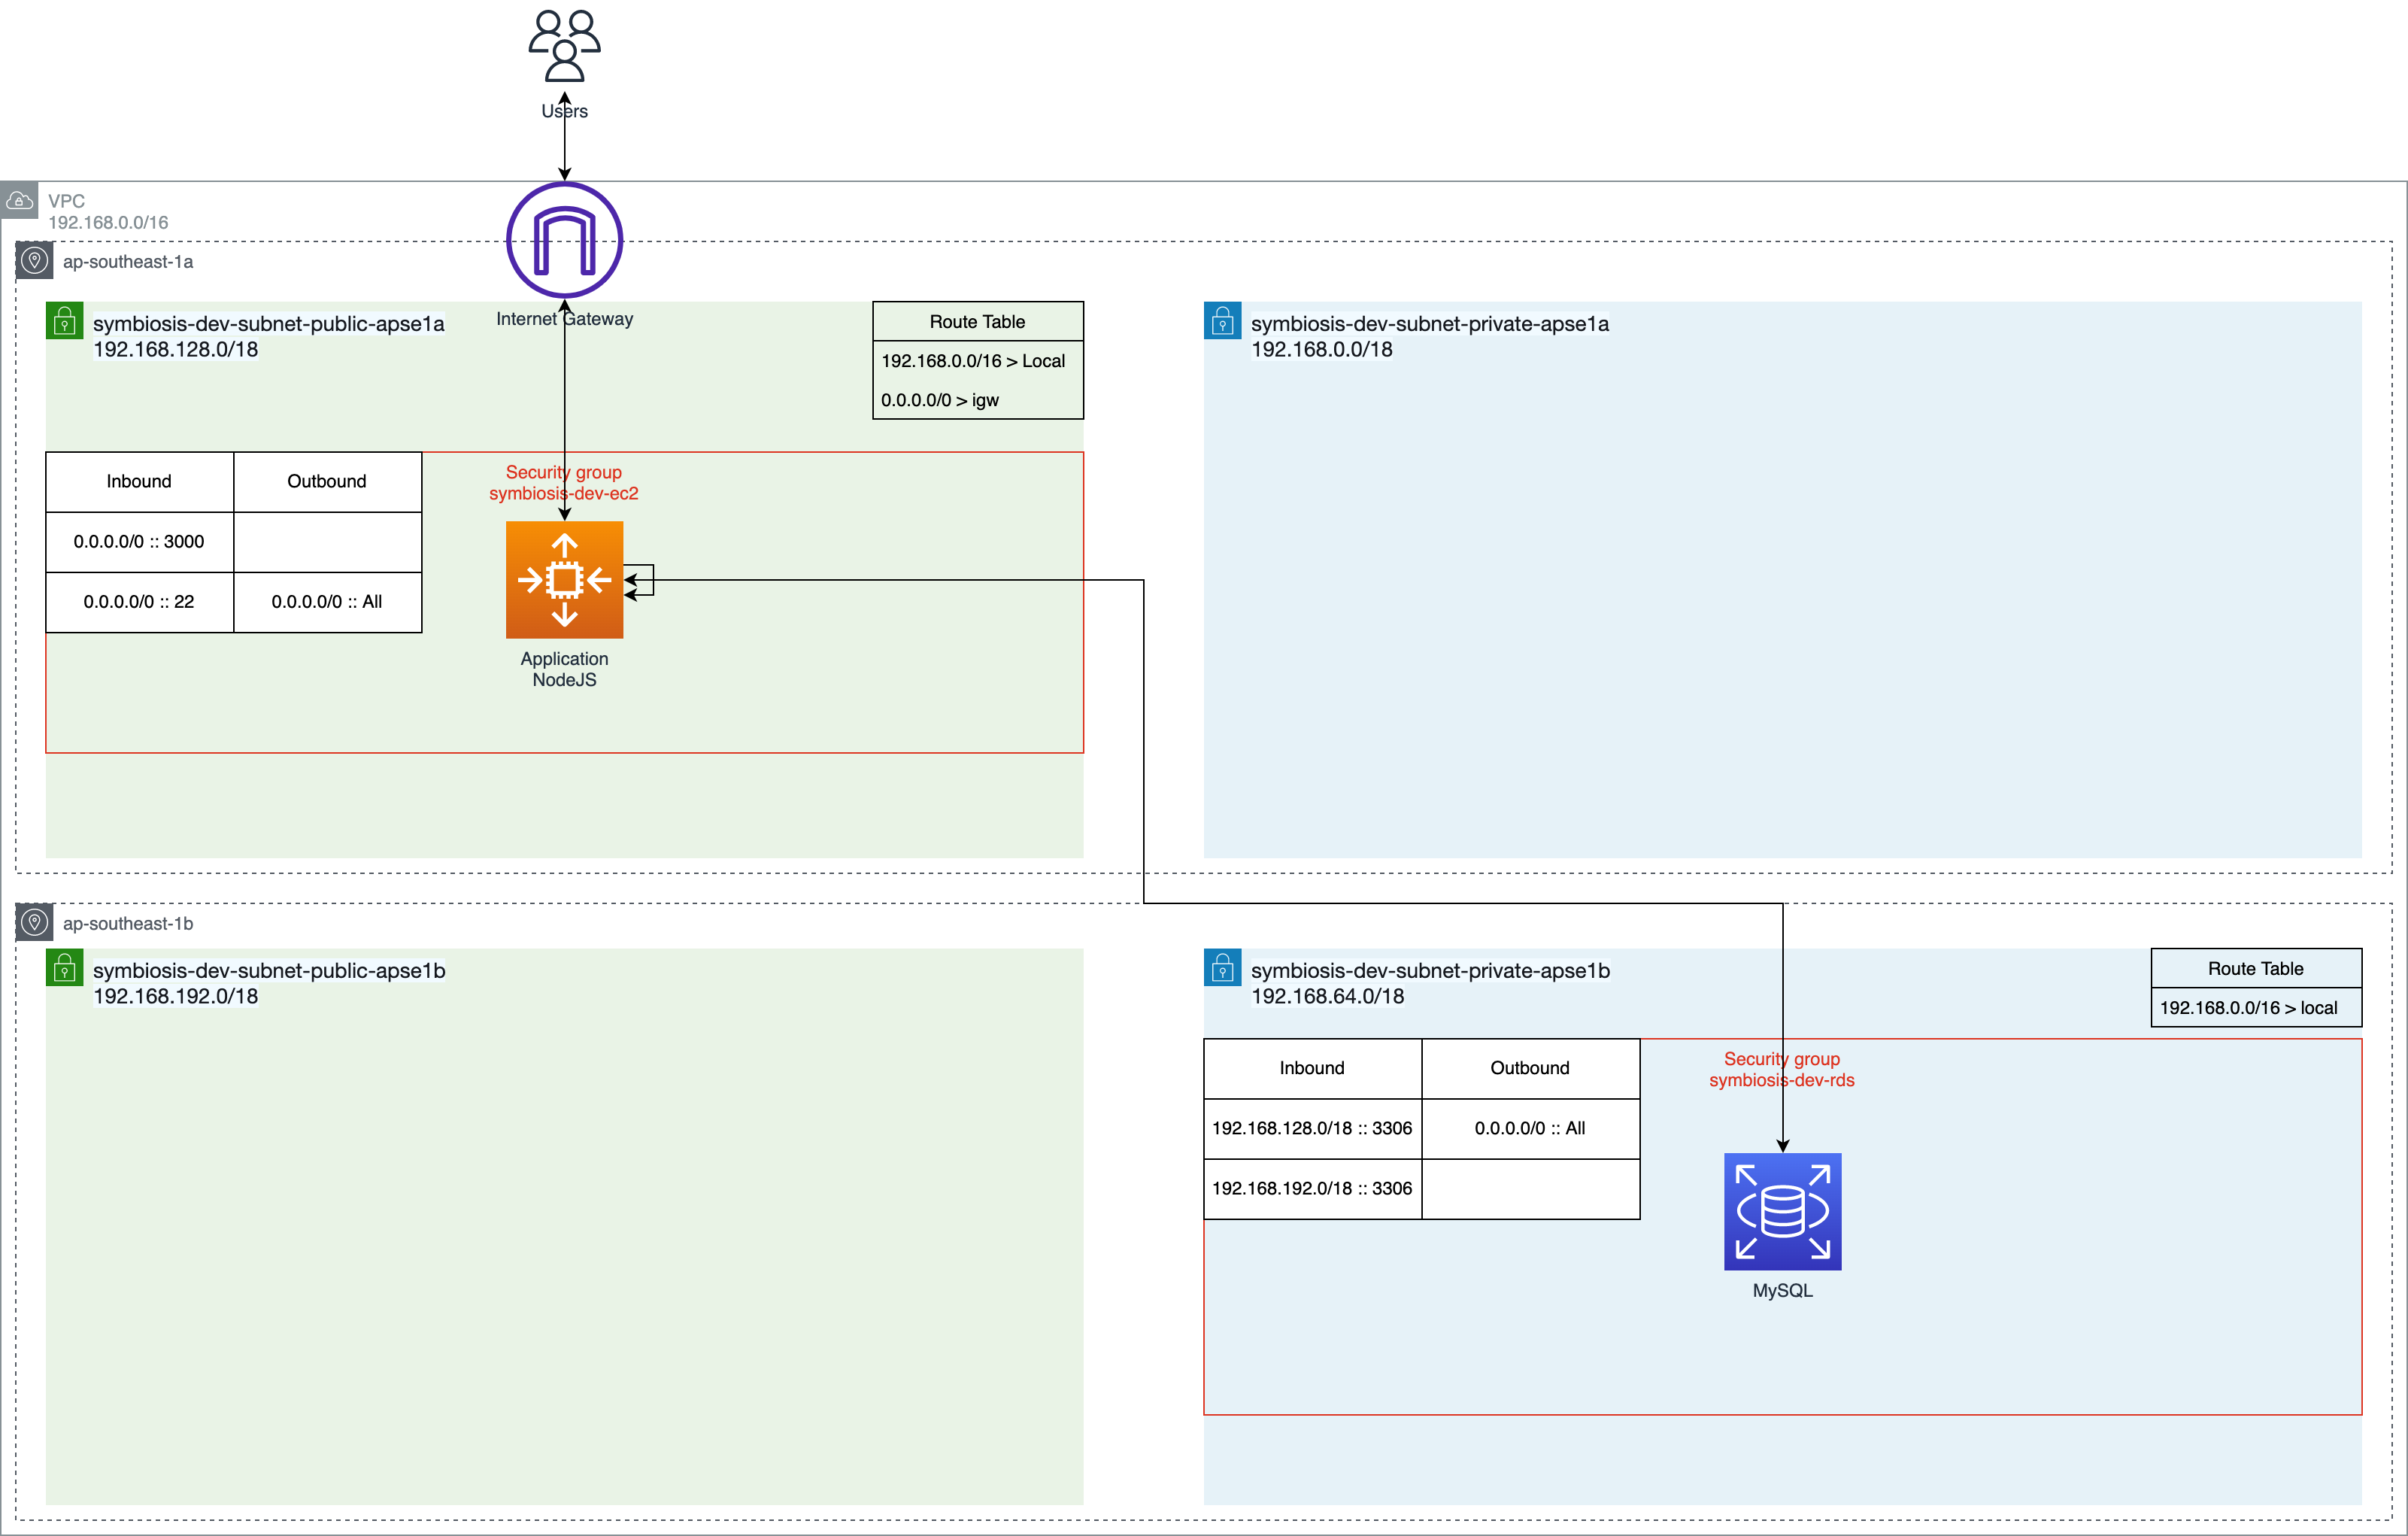 Users
VPC
192.168.0.0/16
ap-southeast-1a
symbiosis-dev-subnet-public-apse1a
192.168.128.0/18
Internet Gateway
Route Table
192.168.0.0/16 > Local
0.0.0.0/0 > igw
symbiosis-dev-subnet-private-apse1a
192.168.0.0/18
Inbound
Outbound
0.0.0.0/0 :: 3000
0.0.0.0/0 :: 22
0.0.0.0/0 :: All
Security group
symbiosis-dev-ec2
Application
NodeJS
ap-southeast-1b
symbiosis-dev-subnet-public-apse1b
192.168.192.0/18
symbiosis-dev-subnet-private-apse1b
192.168.64.0/18
Route Table
192.168.0.0/16 > local
Inbound
Outbound
192.168.128.0/18 :: 3306
0.0.0.0/0 :: All
192.168.192.0/18 :: 3306
Security group
symbiosis-dev-rds
MySQL